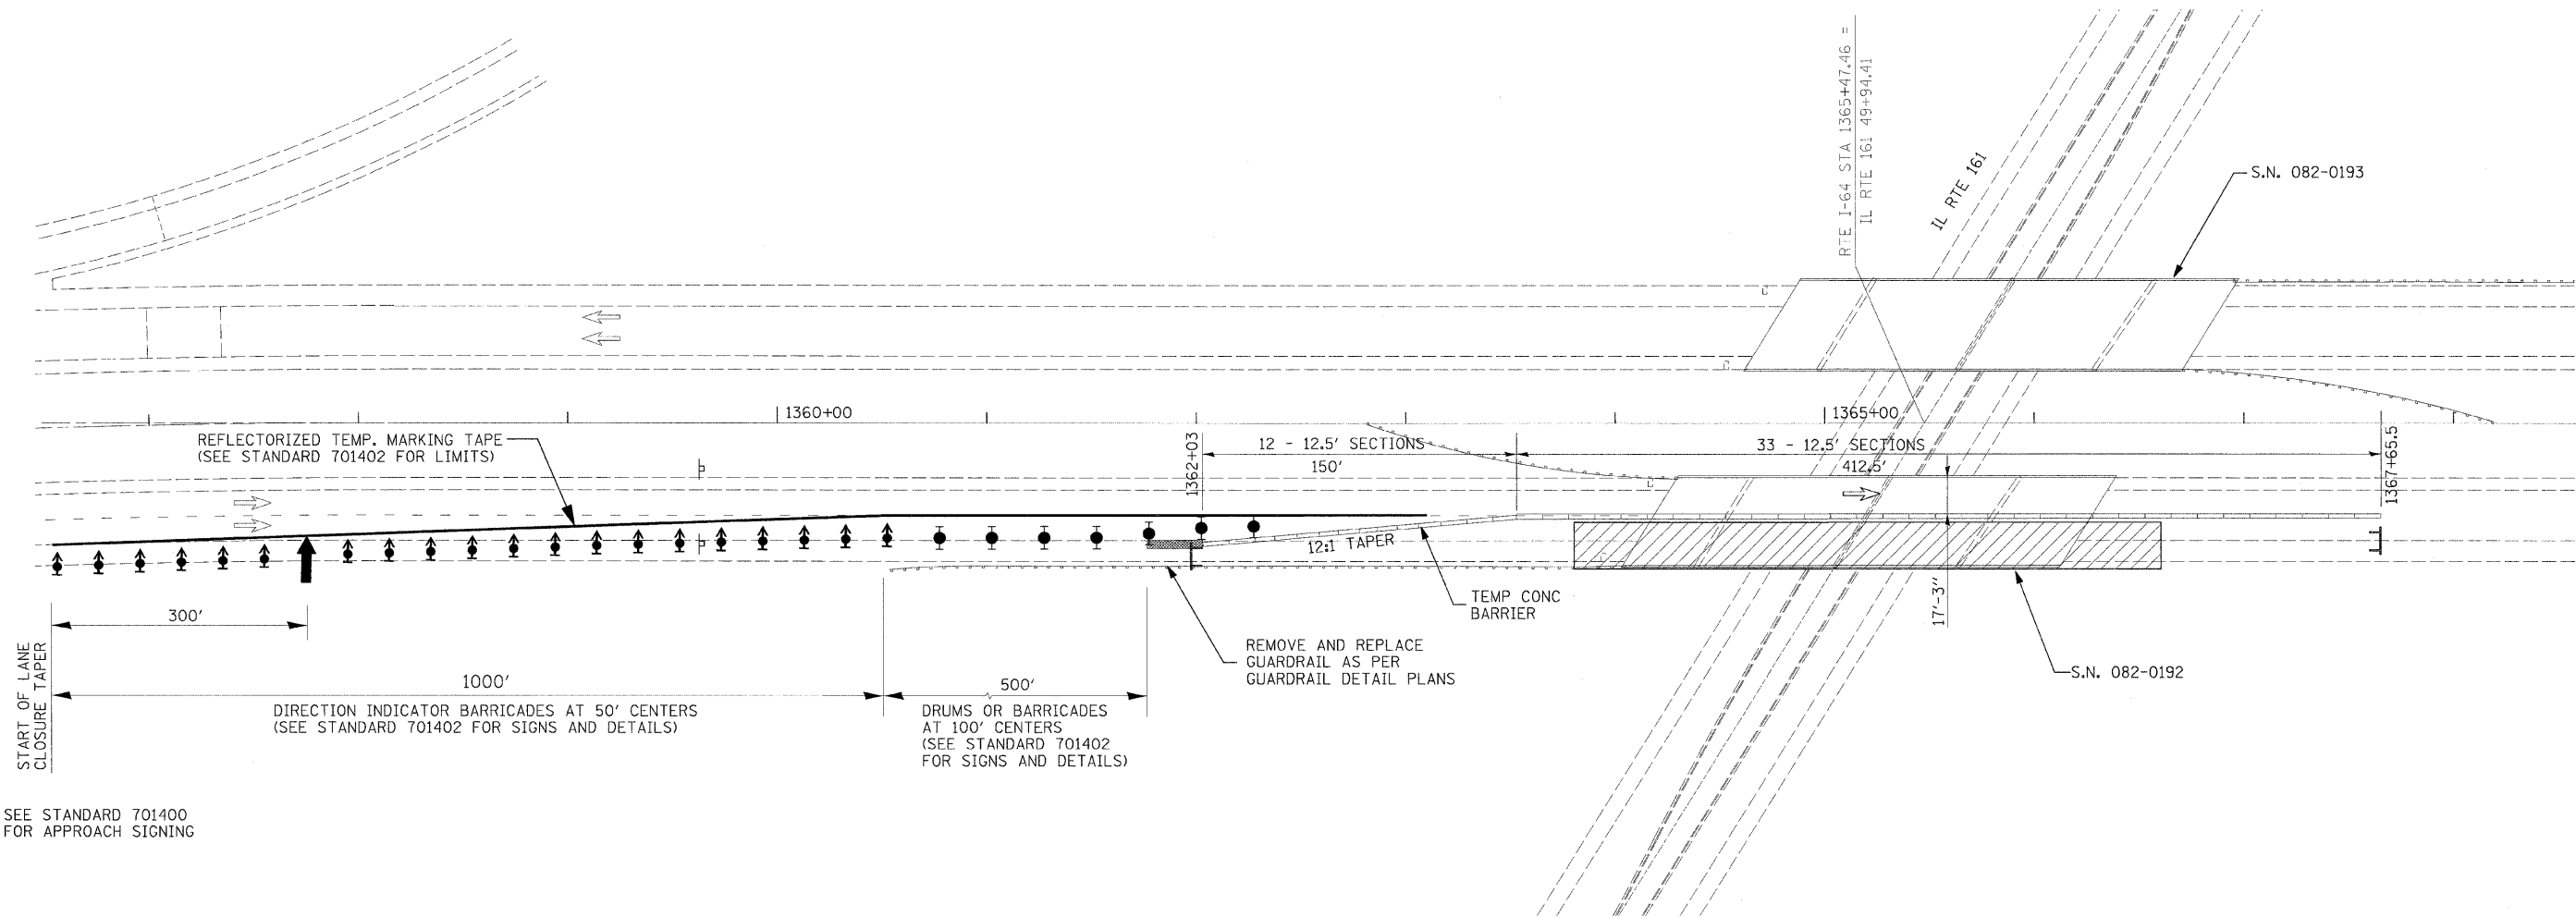 RTE I-64 STA 1365+47.46 =
IL RTE 161 49+94.41
IL RTE 161
S.N. 082-0193
1360+00
1365+00
REFLECTORIZED TEMP. MARKING TAPE
(SEE STANDARD 701402 FOR LIMITS)
1362+03
12 - 12.5' SECTIONS
150'
33 - 12.5' SECTIONS
412.5'
1367+65.5
12:1 TAPER
TEMP CONC
BARRIER
17'-3"
300'
START OF LANE
CLOSURE TAPER
REMOVE AND REPLACE
GUARDRAIL AS PER
GUARDRAIL DETAIL PLANS
S.N. 082-0192
1000'
DIRECTION INDICATOR BARRICADES AT 50' CENTERS
(SEE STANDARD 701402 FOR SIGNS AND DETAILS)
500'
DRUMS OR BARRICADES
AT 100' CENTERS
(SEE STANDARD 701402
FOR SIGNS AND DETAILS)
SEE STANDARD 701400
FOR APPROACH SIGNING